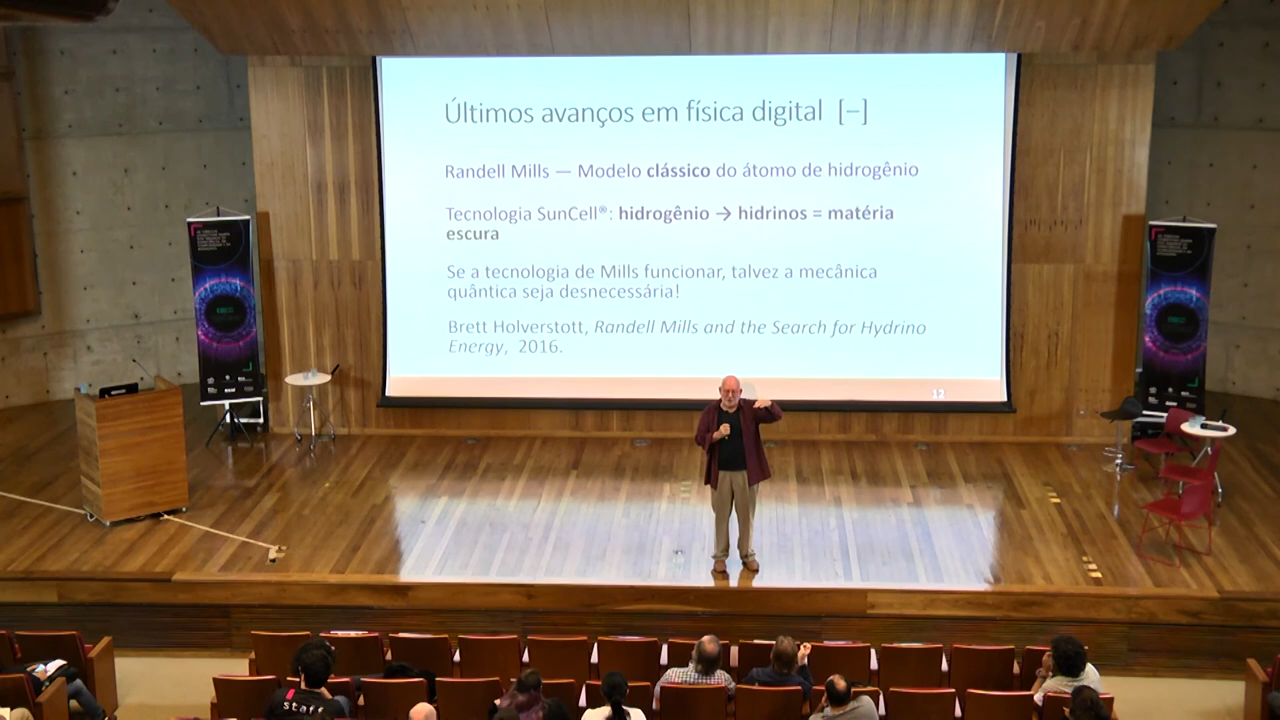 Últimos avanços em física digital [–]
Randell Mills — Modelo clássico do átomo de hidrogênio
Tecnologia SunCell®: hidrogênio → hidrinos = matéria
escura
Se a tecnologia de Mills funcionar, talvez a mecânica
quântica seja desnecessária!
Brett Holverstott, Randell Mills and the Search for Hydrino
Energy, 2016.
12
staff